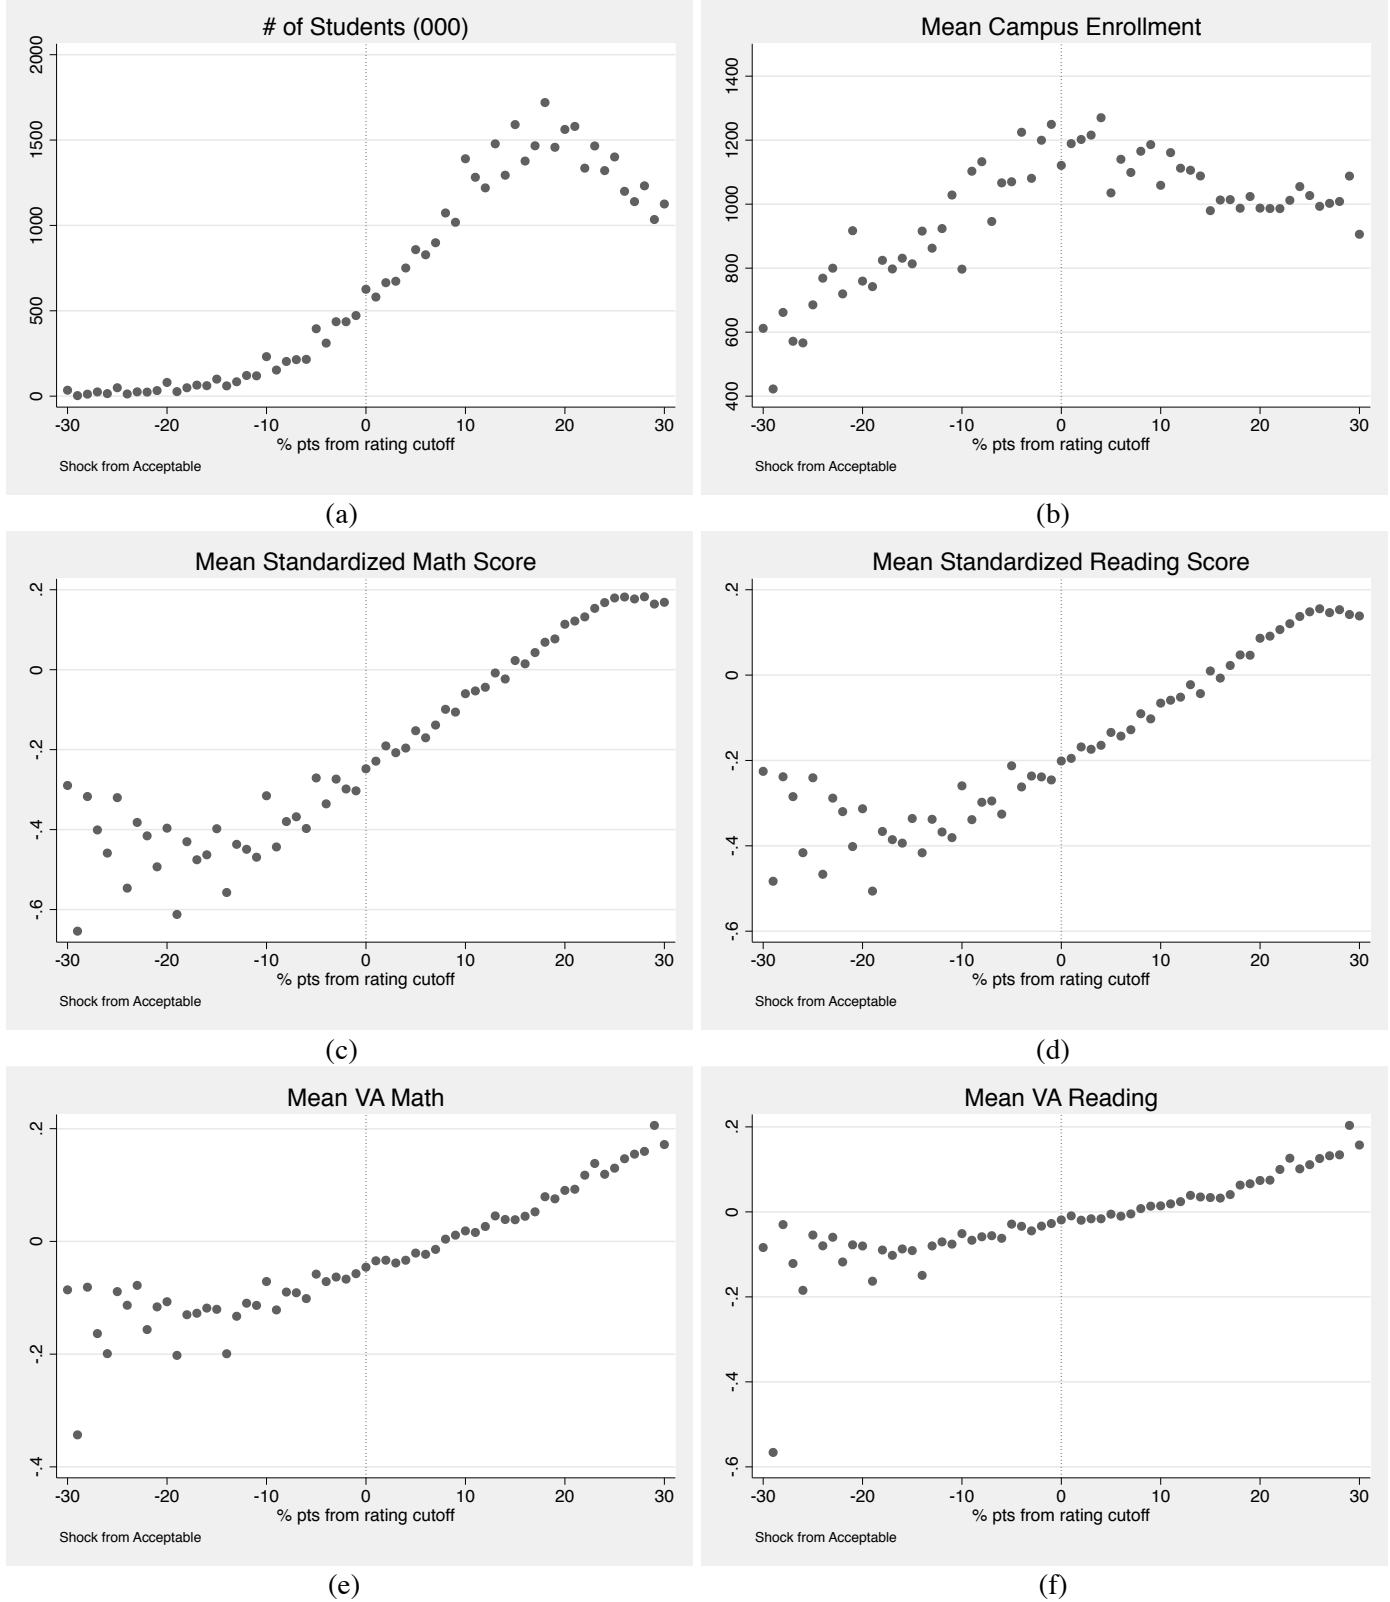 # of Students (000)
2000
1500
1000
500
0
-30 -20 -10 0 10 20 30
% pts from rating cutoff
Shock from Acceptable
(a)
Mean Campus Enrollment
1400
1200
1000
800
600
400
-30 -20 -10 0 10 20 30
% pts from rating cutoff
Shock from Acceptable
(b)
Mean Standardized Math Score
.2
0
-.2
-.4
-.6
-30 -20 -10 0 10 20 30
% pts from rating cutoff
Shock from Acceptable
(c)
Mean Standardized Reading Score
.2
0
-.2
-.4
-.6
-30 -20 -10 0 10 20 30
% pts from rating cutoff
Shock from Acceptable
(d)
Mean VA Math
.2
0
-.2
-.4
-30 -20 -10 0 10 20 30
% pts from rating cutoff
Shock from Acceptable
(e)
Mean VA Reading
.2
0
-.2
-.4
-.6
-30 -20 -10 0 10 20 30
% pts from rating cutoff
Shock from Acceptable
(f)